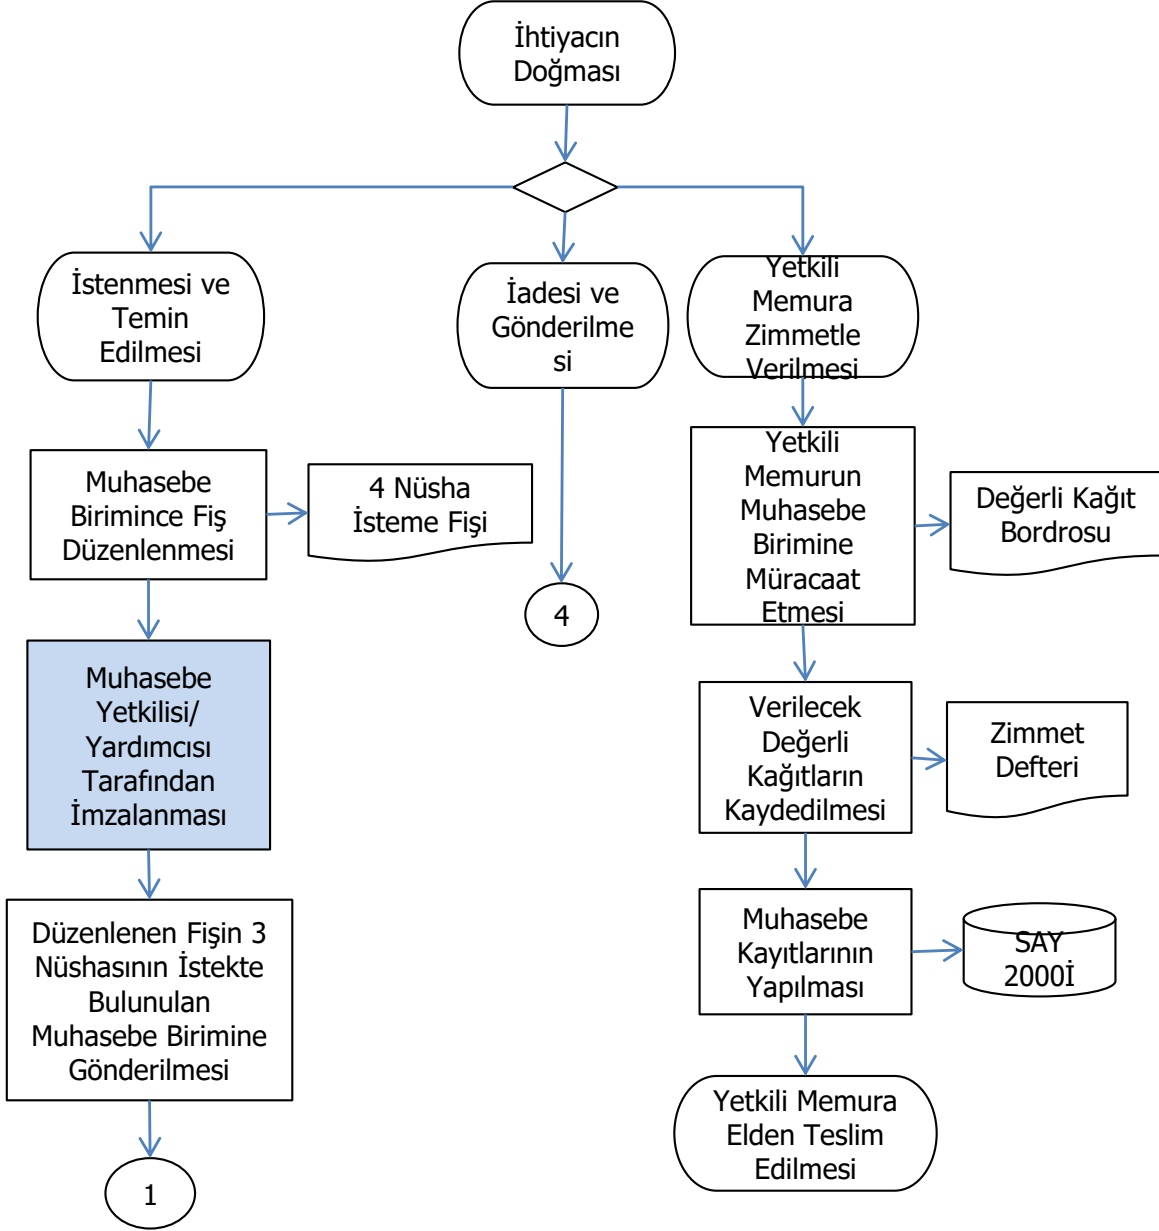 İhtiyacın
Doğması
İstenmesi ve
Temin
Edilmesi
İadesi ve
Gönderilme
si
Yetkili
Memura
Zimmetle
Verilmesi
Muhasebe
Birimince Fiş
Düzenlenmesi
4 Nüsha
İsteme Fişi
Yetkili
Memurun
Muhasebe
Birimine
Müracaat
Etmesi
Değerli Kağıt
Bordrosu
4
Muhasebe
Yetkilisi/
Yardımcısı
Tarafından
İmzalanması
Verilecek
Değerli
Kağıtların
Kaydedilmesi
Zimmet
Defteri
Düzenlenen Fişin 3
Nüshasının İstekte
Bulunulan
Muhasebe Birimine
Gönderilmesi
Muhasebe
Kayıtlarının
Yapılması
SAY
2000İ
1
Yetkili Memura
Elden Teslim
Edilmesi